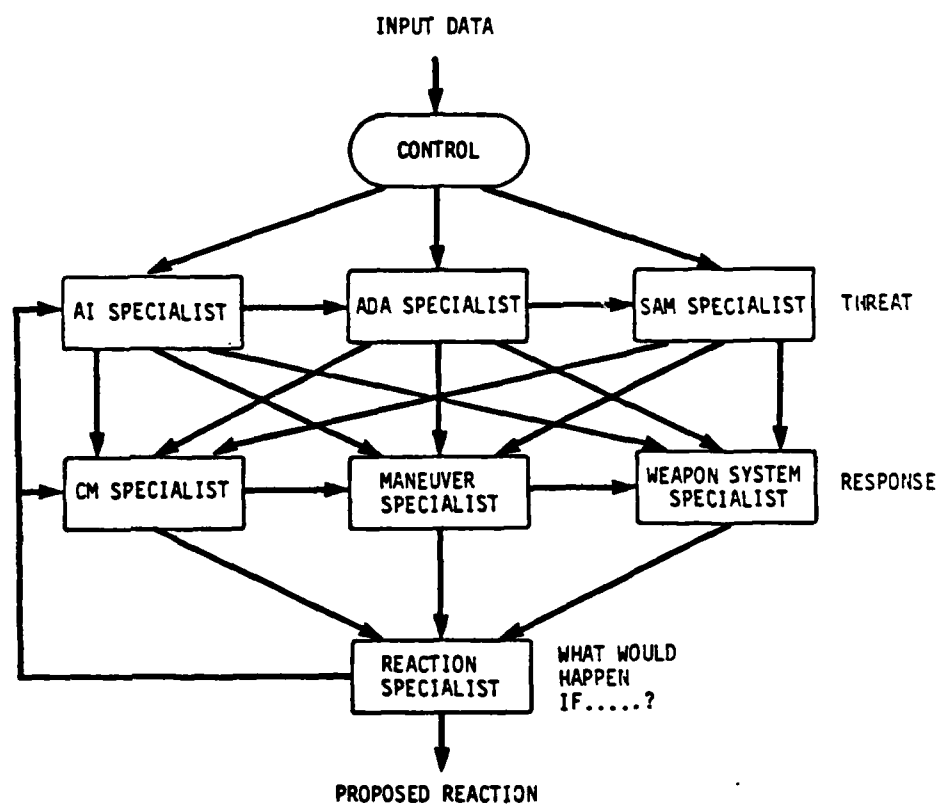 INPUT DATA
CONTROL
AI SPECIALIST
ADA SPECIALIST
SAM SPECIALIST
THREAT
CM SPECIALIST
MANEUVER
SPECIALIST
WEAPON SYSTEM
SPECIALIST
RESPONSE
REACTION
SPECIALIST
WHAT WOULD
HAPPEN
IF.....?
PROPOSED REACTION